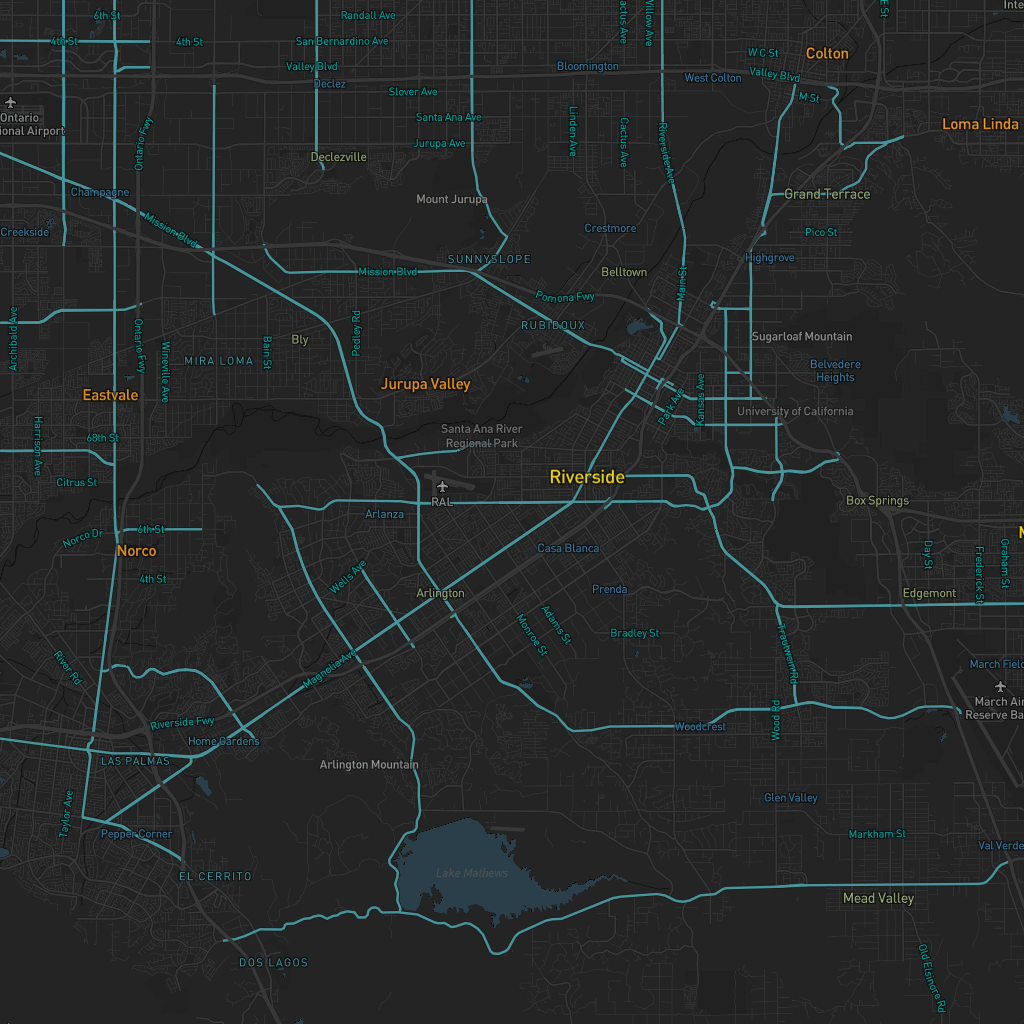 6th St
Randall Ave
Cactus Ave
Willow Ave
E St
4th St
4th St
San Bernardino Ave
W C St
Colton
Valley Blvd
Bloomington
West Colton
Valley Blvd
Declez
Slover Ave
M St
Ontario
ional Airport
Ontario Fwy
Santa Ana Ave
Linden Ave
Cactus Ave
Riverside Ave
Loma Linda
Jurupa Ave
Declezville
Champagne
Mount Jurupa
Grand Terrace
Creekside
Mission Blvd
Crestmore
Pico St
SUNNYSLOPE
Highgrove
Mission Blvd
Belltown
Main St
Pomona Fwy
Archibald Ave
Ontario Fwy
Wineville Ave
Pedley Rd
RUBIDOUX
Bain St
Bly
Sugarloaf Mountain
MIRA LOMA
Belvedere
Heights
Eastvale
Jurupa Valley
Park Ave
Kansas Ave
University of California
Harrison Ave
68th St
Santa Ana River
Regional Park
Citrus St
Riverside
RAL
Box Springs
Arlanza
Norco Dr
6th St
Norco
Casa Blanca
Day St
Frederick St
Graham St
4th St
Wells Ave
Arlington
Prenda
Edgemont
Monroe St
Adams St
Bradley St
Trautwein Rd
River Rd
Magnolia Ave
March Field
March Air
Reserve Ba
Riverside Fwy
Wood Rd
Woodcrest
Home Gardens
LAS PALMAS
Arlington Mountain
Taylor Ave
Glen Valley
Pepper Corner
Markham St
Val Verde
Lake Mathews
EL CERRITO
Mead Valley
Old Elsinore Rd
DOS LAGOS